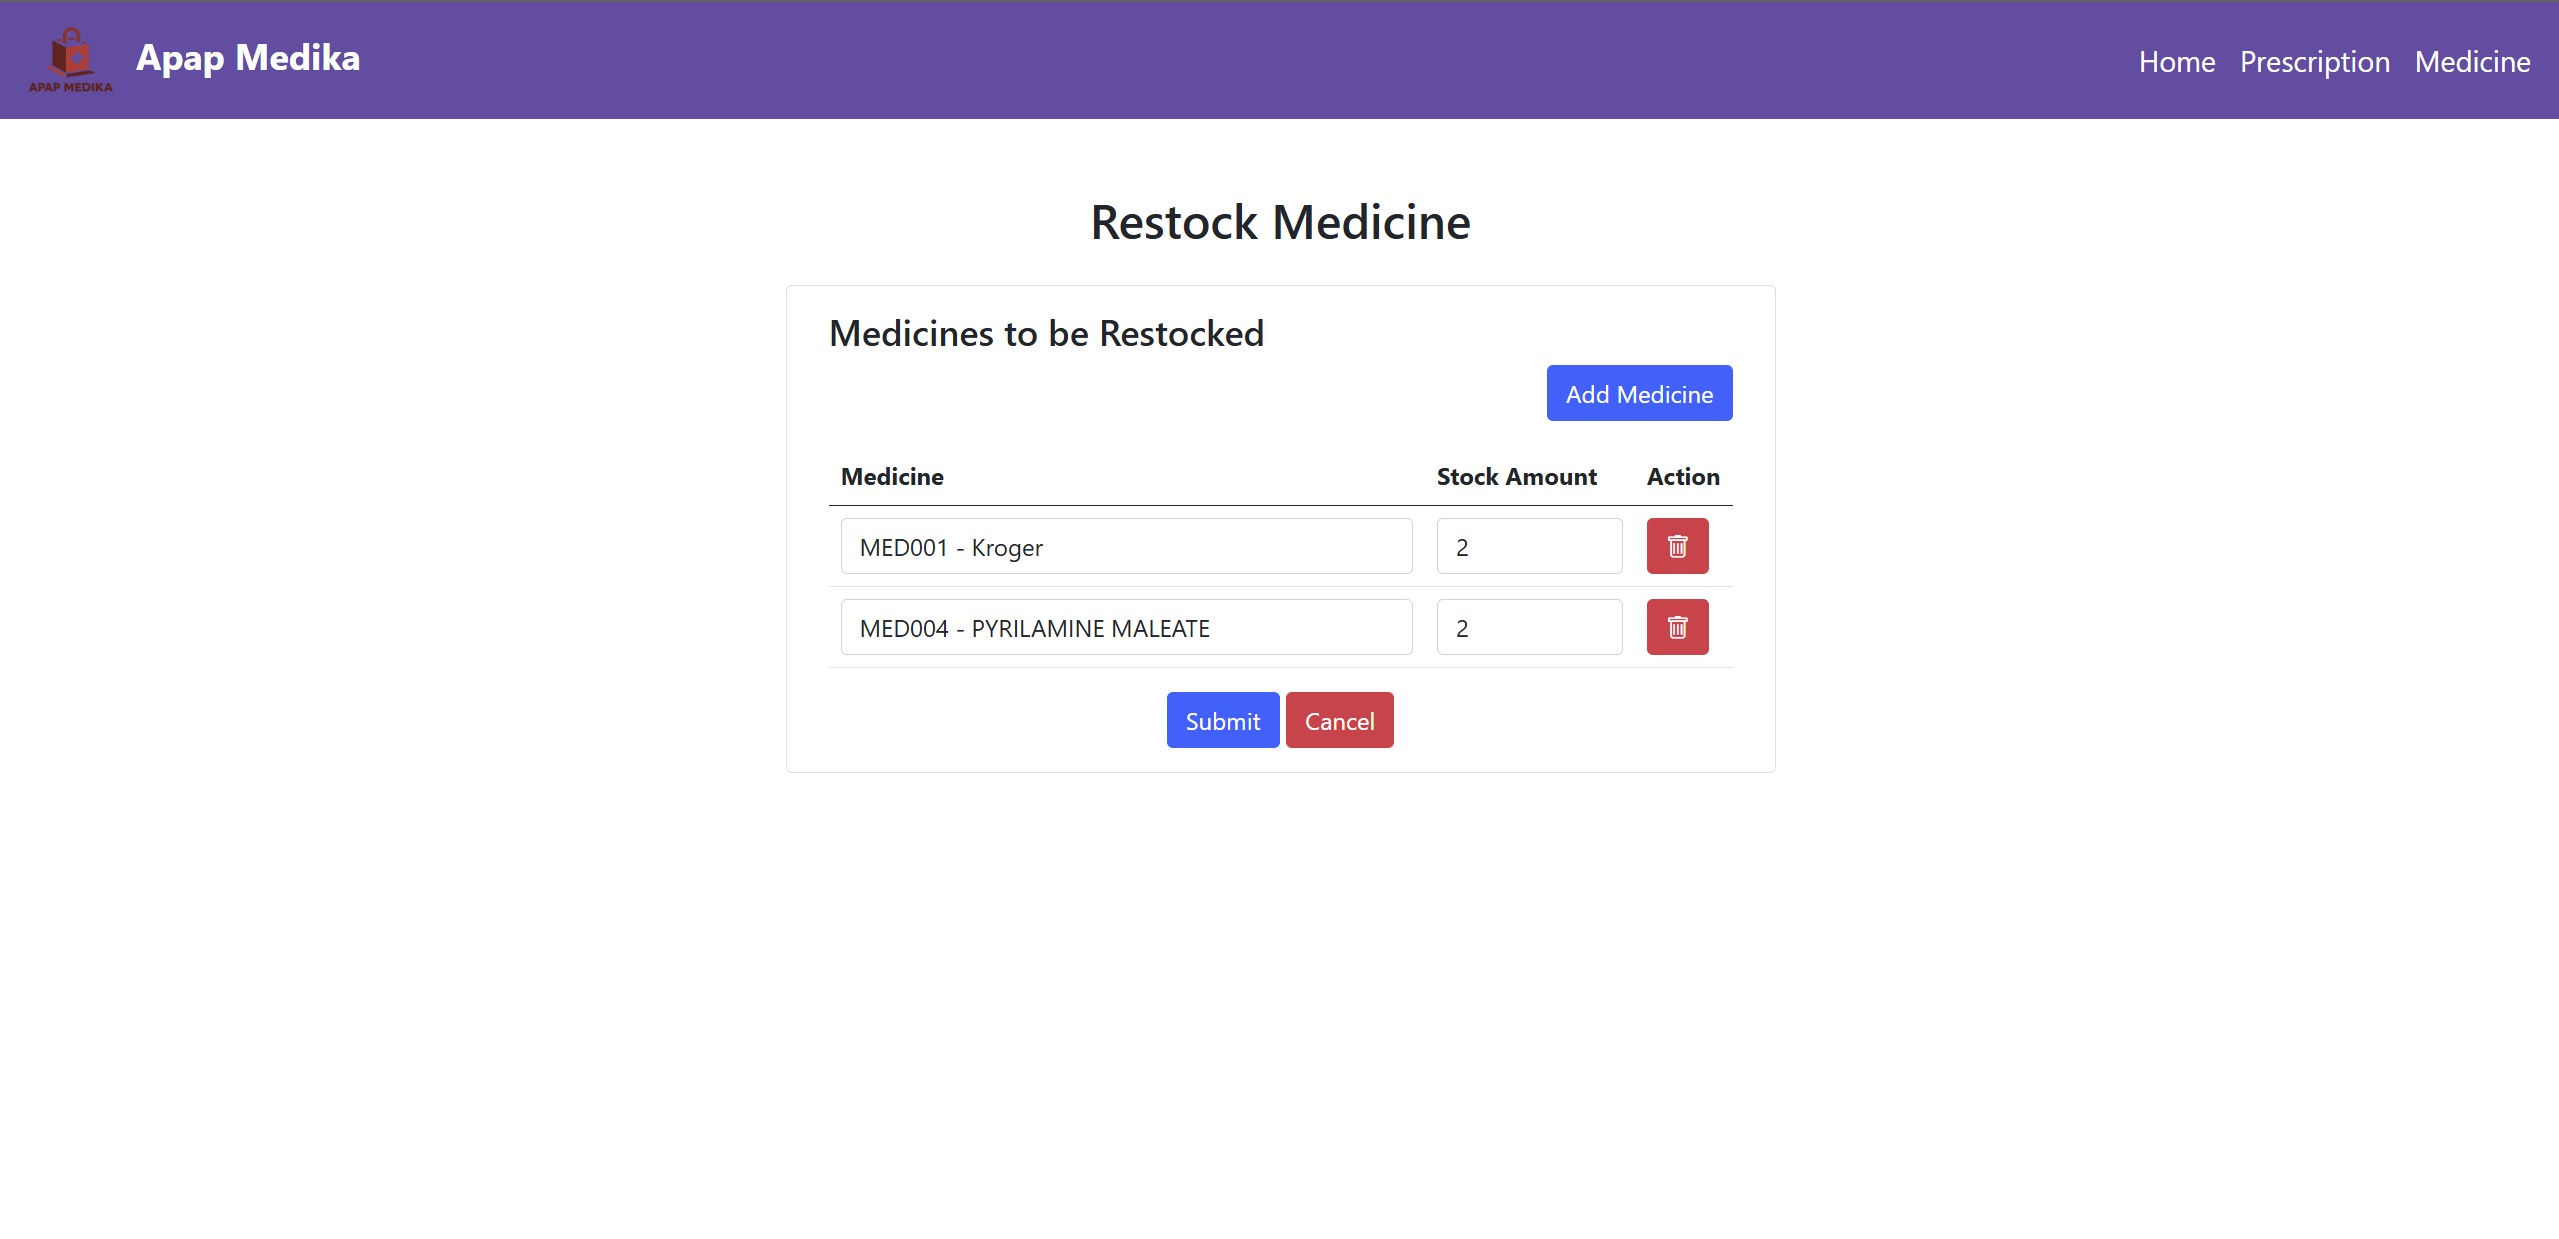 APAP MEDIKA
Apap Medika
Home Prescription Medicine
Restock Medicine
Medicines to be Restocked
Add Medicine
Medicine Stock Amount Action
MED001 - Kroger 2
MED004 - PYRILAMINE MALEATE 2
Submit Cancel